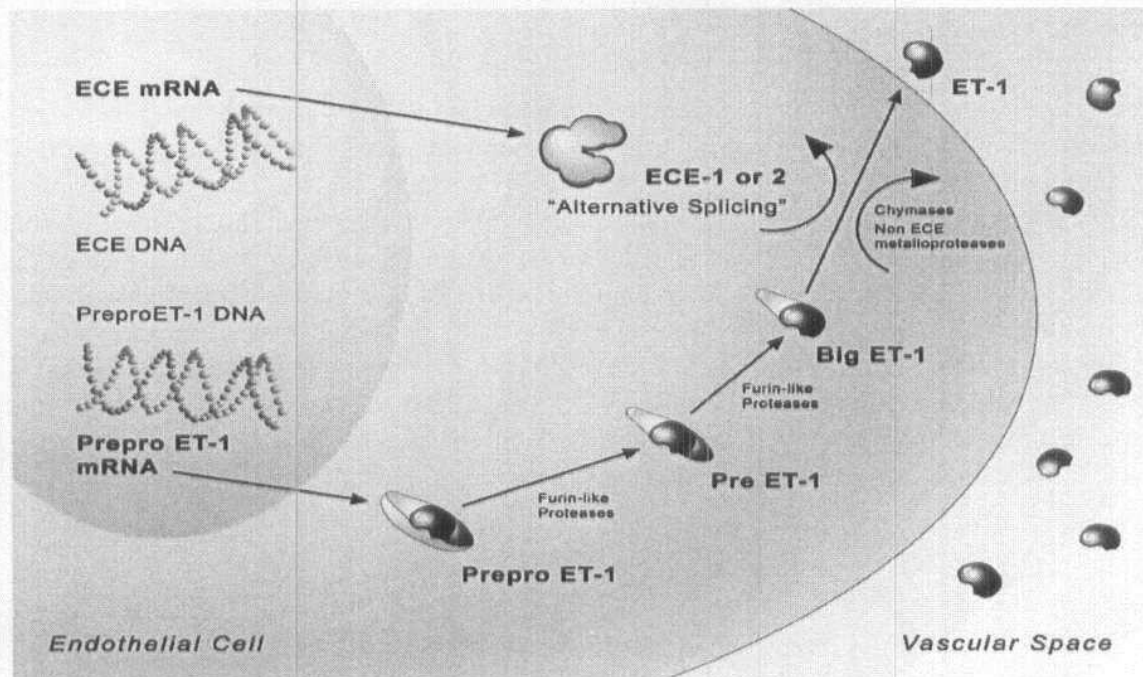 ECE mRNA
ECE DNA
PreproET-1 DNA
Prepro ET-1
mRNA
ECE-1 or 2
"Alternative Splicing"
ET-1
Chymases
Non ECE
metalloproteases
Big ET-1
Furin-like
Proteases
Pre ET-1
Furin-like
Proteases
Prepro ET-1
Endothelial Cell
Vascular Space